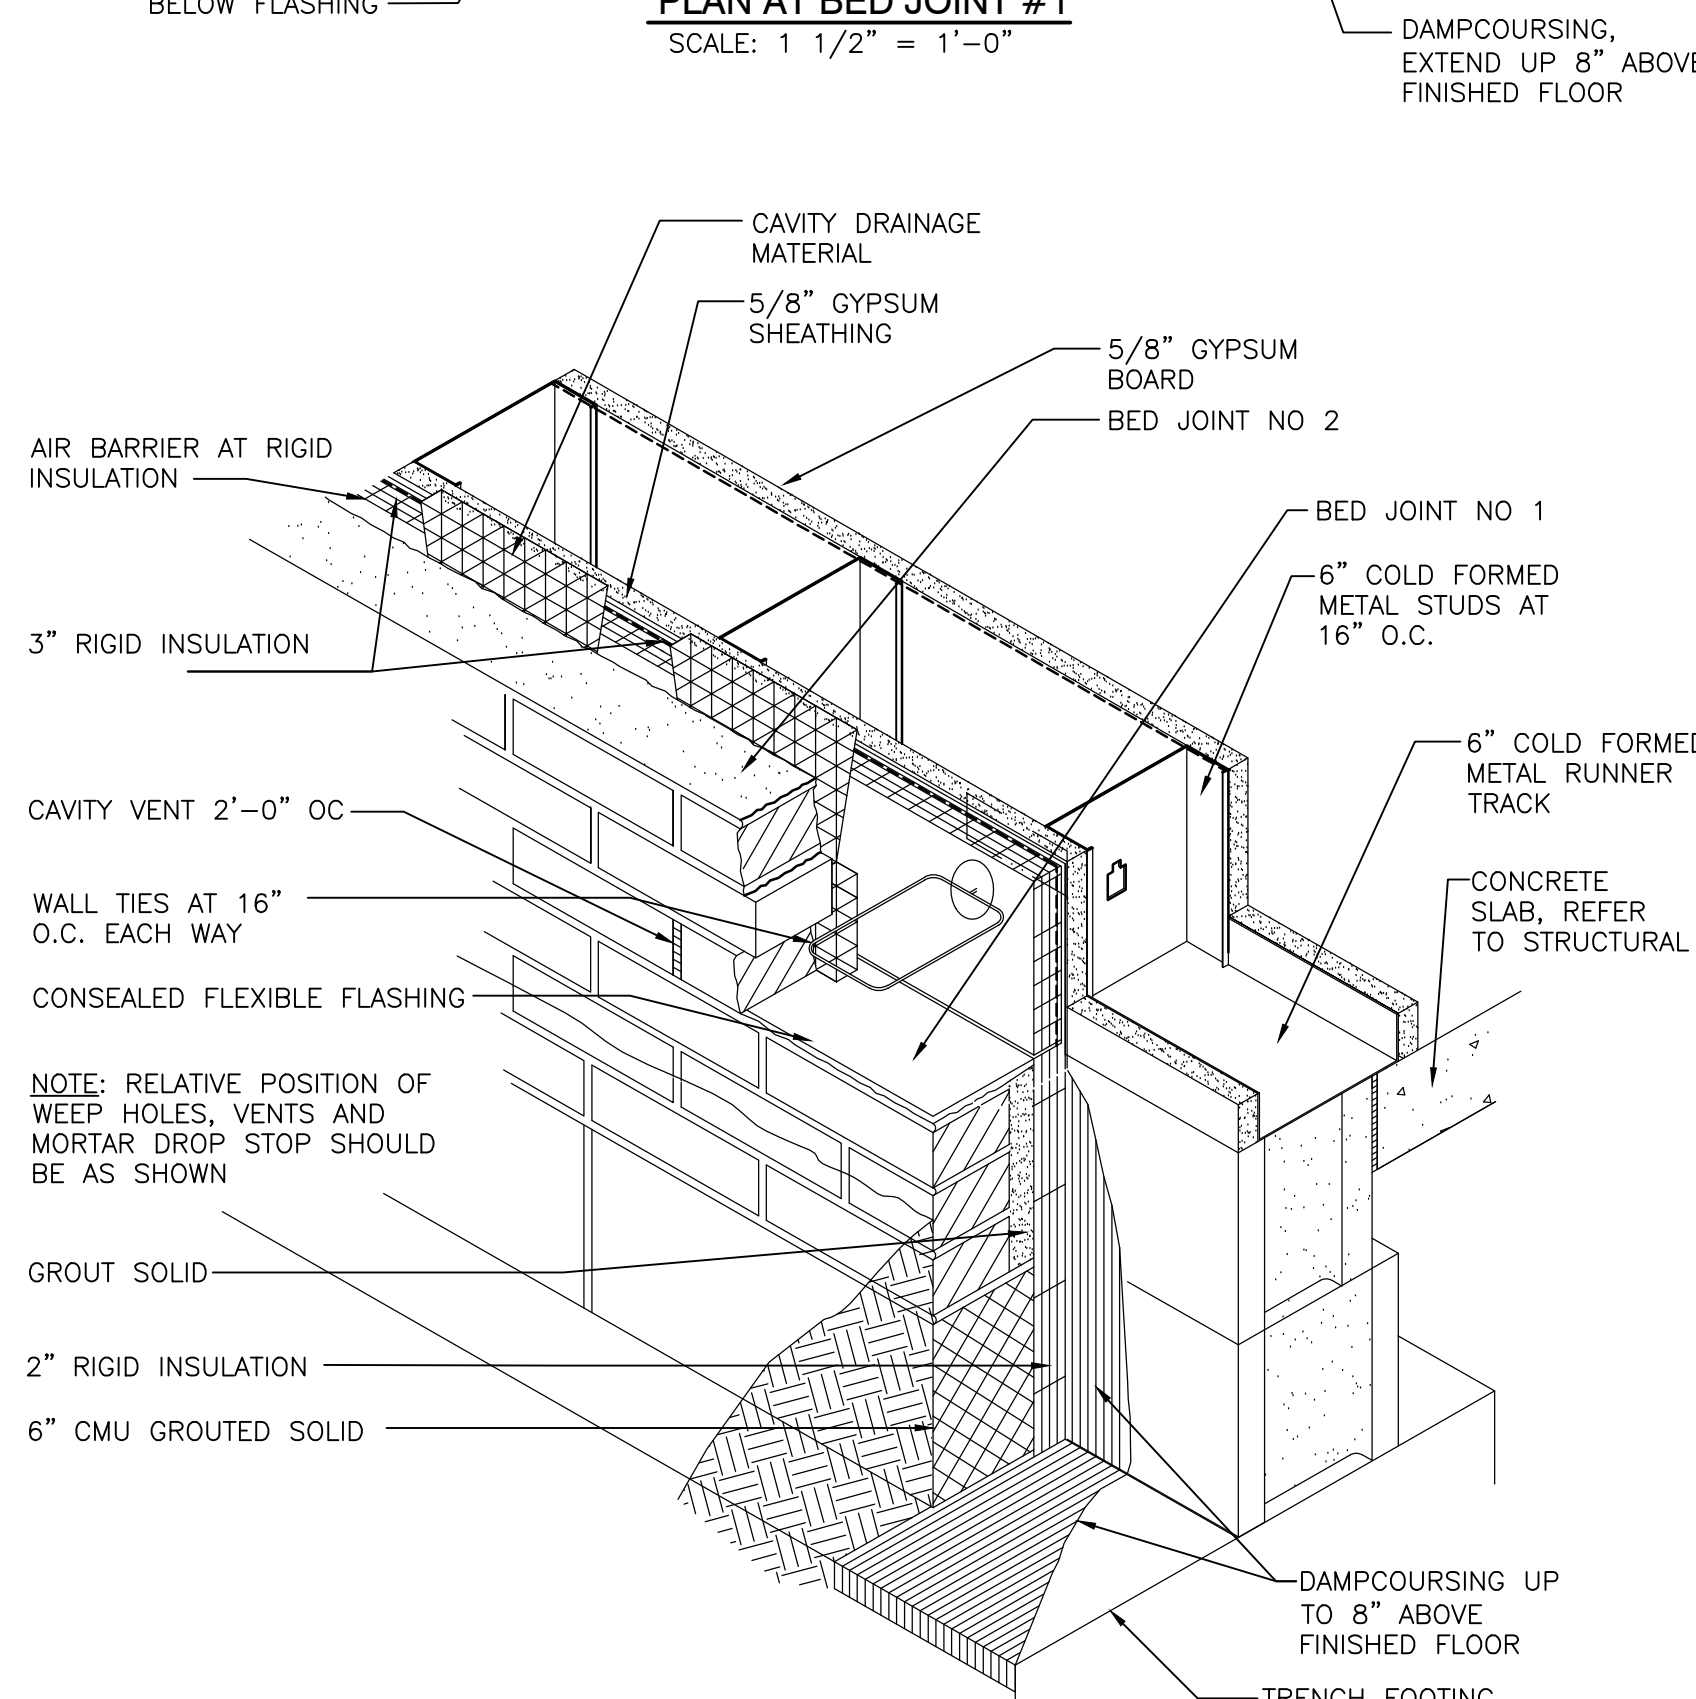 BELOW FLASHING
PLAN AT BED JOINT #1
SCALE: 1 1/2" = 1'-0"
DAMPCOURSING,
EXTEND UP 8" ABOVE
FINISHED FLOOR
CAVITY DRAINAGE
MATERIAL
5/8" GYPSUM
SHEATHING
5/8" GYPSUM
BOARD
BED JOINT NO 2
AIR BARRIER AT RIGID
INSULATION
BED JOINT NO 1
6" COLD FORMED
METAL STUDS AT
16" O.C.
3" RIGID INSULATION
6" COLD FORMED
METAL RUNNER
TRACK
CAVITY VENT 2'-0" OC
CONCRETE
SLAB, REFER
TO STRUCTURAL
WALL TIES AT 16"
O.C. EACH WAY
CONSEALED FLEXIBLE FLASHING
NOTE: RELATIVE POSITION OF
WEEP HOLES, VENTS AND
MORTAR DROP STOP SHOULD
BE AS SHOWN
GROUT SOLID
2" RIGID INSULATION
6" CMU GROUTED SOLID
DAMPCOURSING UP
TO 8" ABOVE
FINISHED FLOOR
TRENCH FOOTING